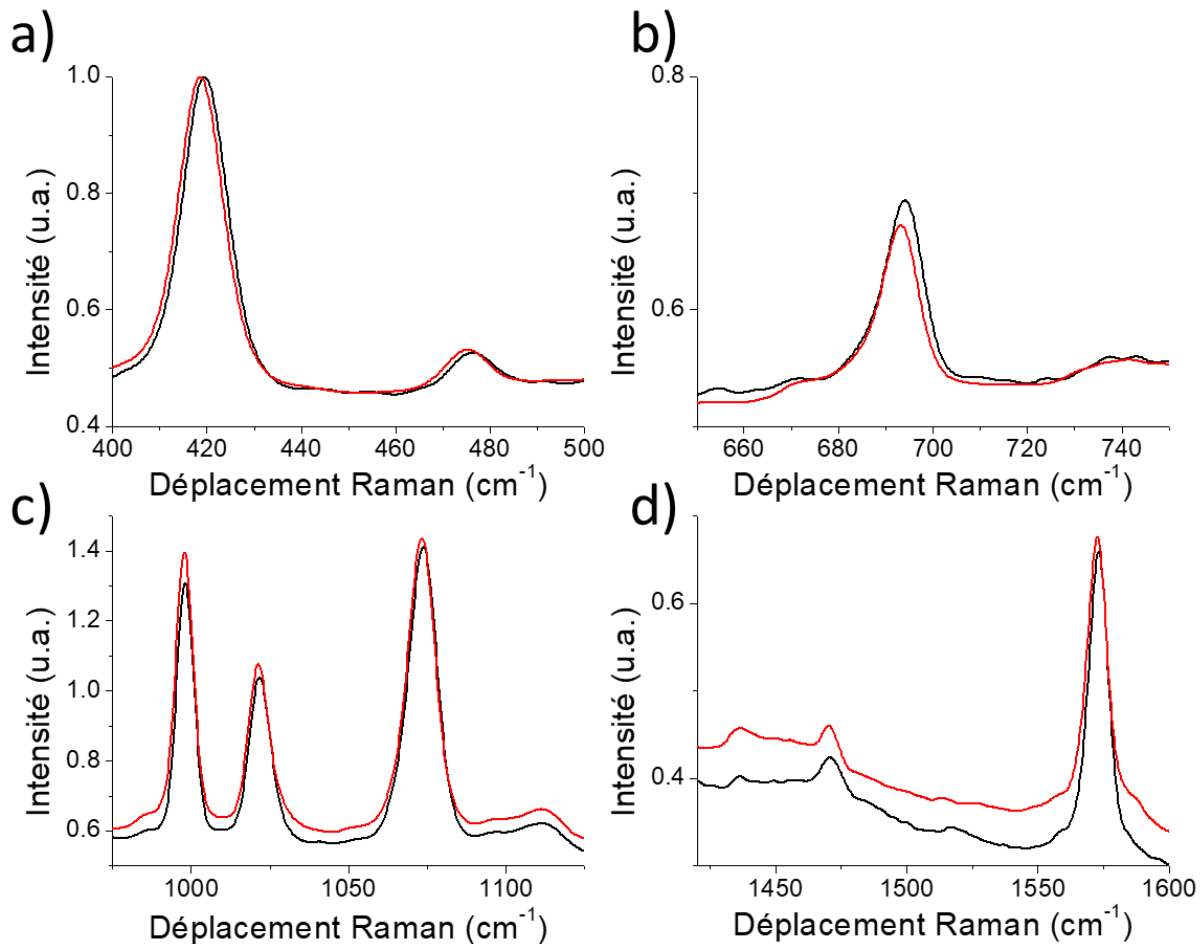 a)
1.0
0.8
0.6
0.4
Intensité (u.a.)
400 420 440 460 480 500
Déplacement Raman (cm-1)
b)
0.8
0.6
Intensité (u.a.)
660 680 700 720 740
Déplacement Raman (cm-1)
c)
1.4
1.2
1.0
0.8
0.6
Intensité (u.a.)
1000 1050 1100
Déplacement Raman (cm-1)
d)
0.6
0.4
Intensité (u.a.)
1450 1500 1550 1600
Déplacement Raman (cm-1)